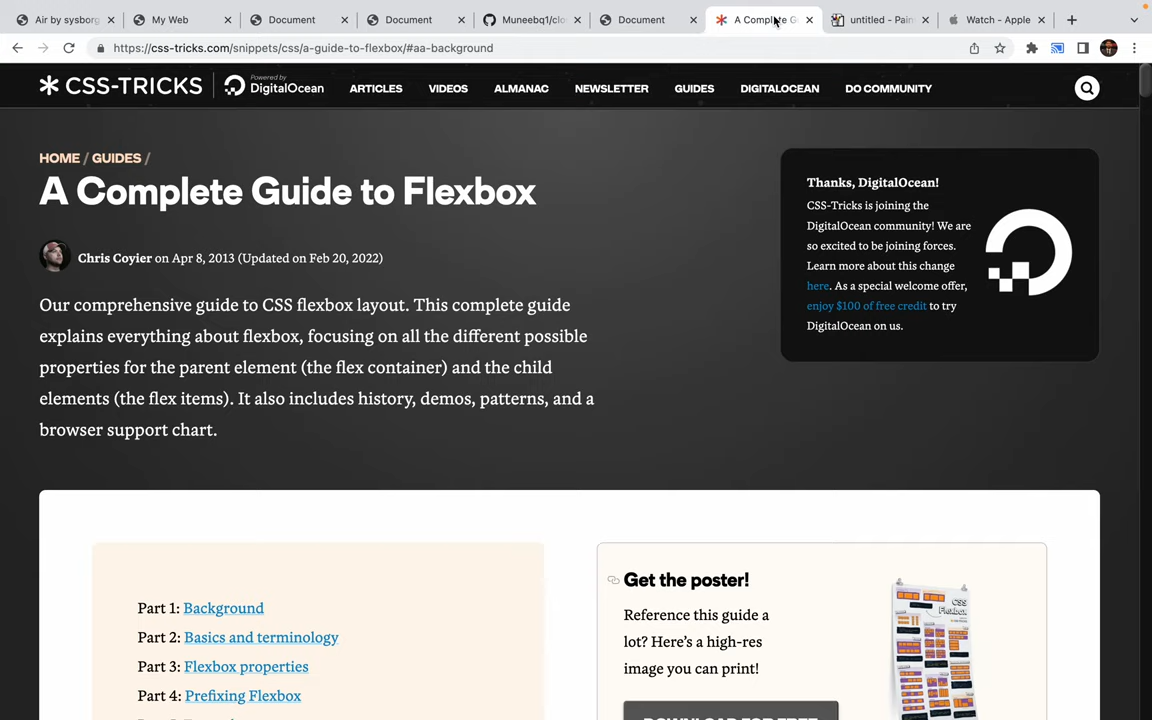 Air by sysborg
My Web
Document
Document
Muneebq1/clo
Document
A Complete G
untitled - Pain
Watch - Apple
https://css-tricks.com/snippets/css/a-guide-to-flexbox/#aa-background
CSS-TRICKS
Powered by
DigitalOcean
ARTICLES
VIDEOS
ALMANAC
NEWSLETTER
GUIDES
DIGITALOCEAN
DO COMMUNITY
HOME / GUIDES /
A Complete Guide to Flexbox
Chris Coyier on Apr 8, 2013 (Updated on Feb 20, 2022)
Our comprehensive guide to CSS flexbox layout. This complete guide
explains everything about flexbox, focusing on all the different possible
properties for the parent element (the flex container) and the child
elements (the flex items). It also includes history, demos, patterns, and a
browser support chart.
Thanks, DigitalOcean!
CSS-Tricks is joining the
DigitalOcean community! We are
so excited to be joining forces.
Learn more about this change
here. As a special welcome offer,
enjoy $100 of free credit to try
DigitalOcean on us.
Part 1: Background
Part 2: Basics and terminology
Part 3: Flexbox properties
Part 4: Prefixing Flexbox
Get the poster!
Reference this guide a
lot? Here's a high-res
image you can print!
DOWNLOAD FOR FREE
CSS
Flexbox